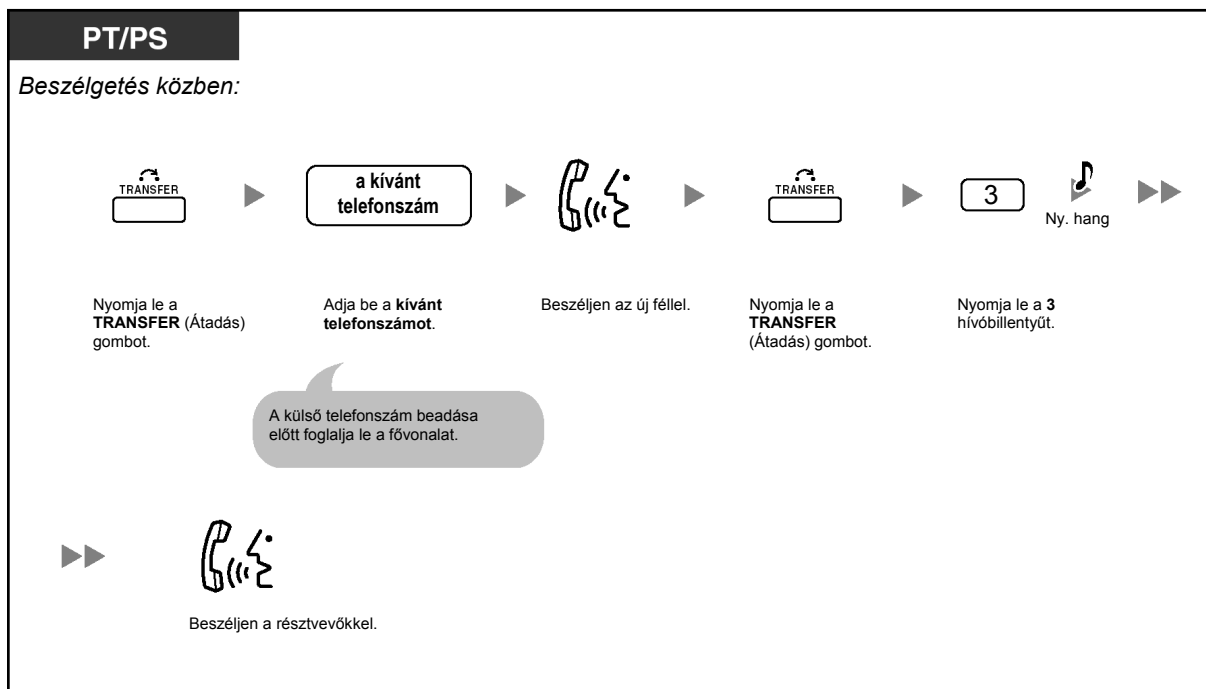 PT/PS
Beszélgetés közben:
TRANSFER
a kívánt
telefonszám
TRANSFER
3
Ny. hang
Nyomja le a
TRANSFER (Átadás)
gombot.
Adja be a kívánt
telefonszámot.
Beszéljen az új féllel.
Nyomja le a
TRANSFER
(Átadás) gombot.
Nyomja le a 3
hívóbillentyűt.
A külső telefonszám beadása
előtt foglalja le a fővonalat.
Beszéljen a résztvevőkkel.